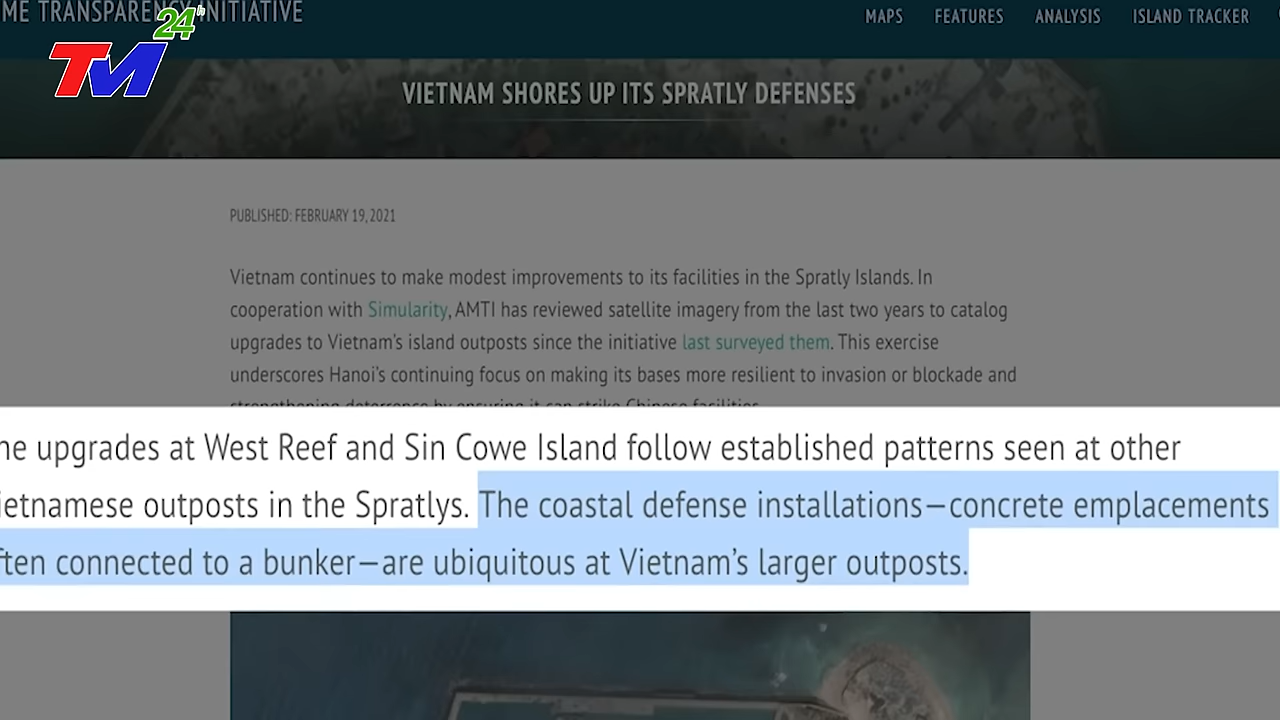 ME TRANSPARENCY INITIATIVE
MAPS FEATURES ANALYSIS ISLAND TRACKER
TM 24h
VIETNAM SHORES UP ITS SPRATLY DEFENSES
PUBLISHED: FEBRUARY 19, 2021
Vietnam continues to make modest improvements to its facilities in the Spratly Islands. In
cooperation with Simularity, AMTI has reviewed satellite imagery from the last two years to catalog
upgrades to Vietnam's island outposts since the initiative last surveyed them. This exercise
underscores Hanoi's continuing focus on making its bases more resilient to invasion or blockade and
strengthening deterrence by ensuring it can strike Chinese facilities.
he upgrades at West Reef and Sin Cowe Island follow established patterns seen at other
ietnamese outposts in the Spratlys. The coastal defense installations—concrete emplacements
ften connected to a bunker—are ubiquitous at Vietnam's larger outposts.